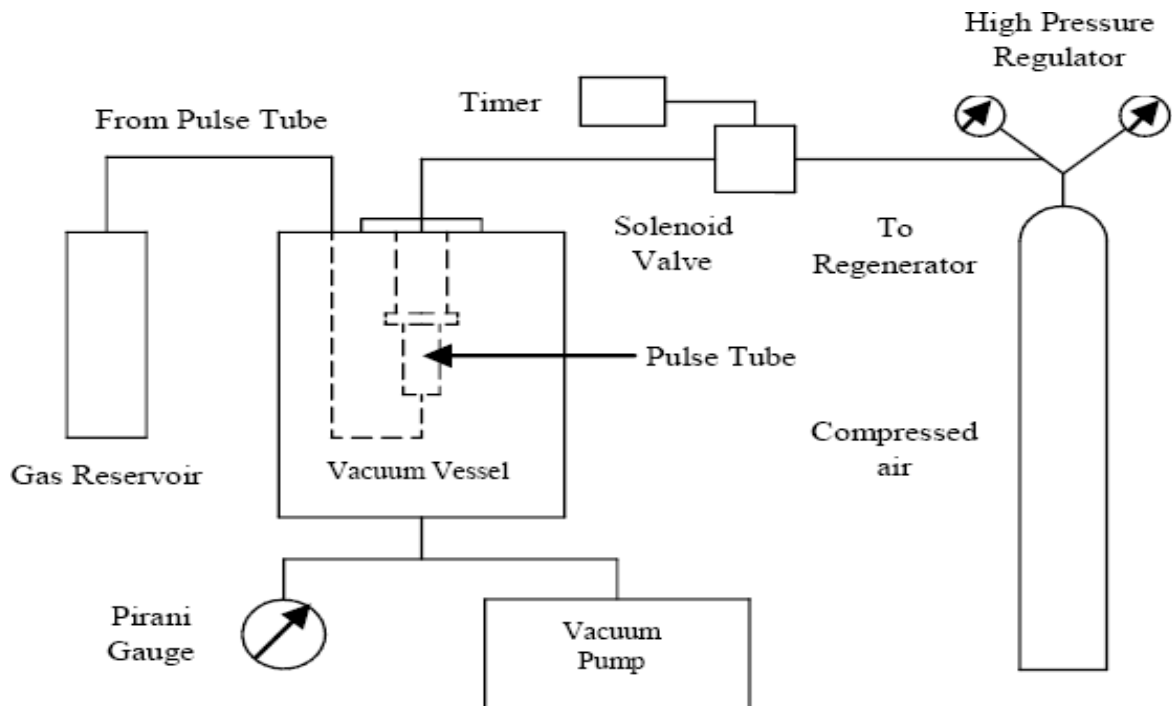 High Pressure
Regulator
Timer
From Pulse Tube
Solenoid
Valve
To
Regenerator
Pulse Tube
Compressed
air
Gas Reservoir
Vacuum Vessel
Pirani
Gauge
Vacuum
Pump